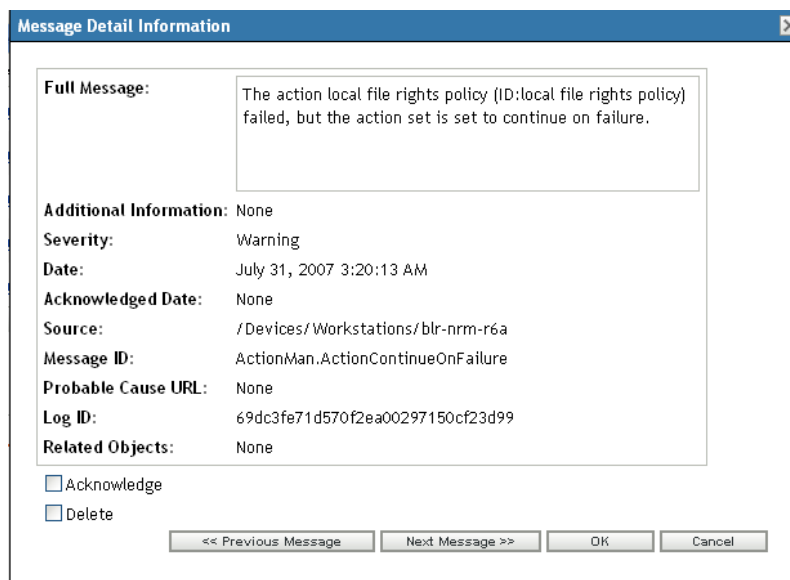 Message Detail Information
Full Message:
The action local file rights policy (ID:local file rights policy)
failed, but the action set is set to continue on failure.
Additional Information: None
Severity: Warning
Date: July 31, 2007 3:20:13 AM
Acknowledged Date: None
Source: /Devices/Workstations/blr-nrm-r6a
Message ID: ActionMan.ActionContinueOnFailure
Probable Cause URL: None
Log ID: 69dc3fe71d570f2ea00297150cf23d99
Related Objects: None
Acknowledge
Delete
<< Previous Message
Next Message >>
OK
Cancel